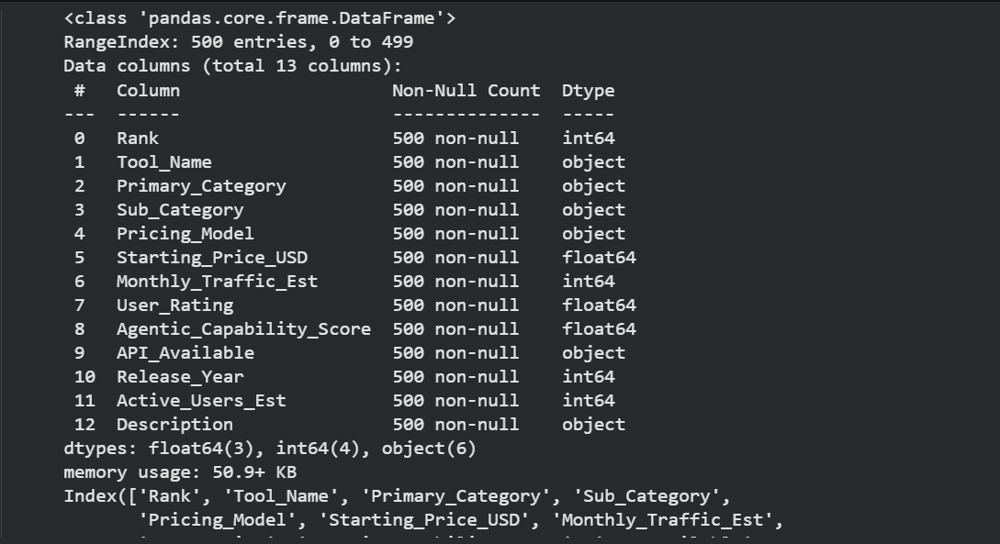 <class 'pandas.core.frame.DataFrame'>
RangeIndex: 500 entries, 0 to 499
Data columns (total 13 columns):
 #   Column                    Non-Null Count  Dtype
---  ------                    --------------  -----
 0   Rank                      500 non-null    int64
 1   Tool_Name                 500 non-null    object
 2   Primary_Category          500 non-null    object
 3   Sub_Category              500 non-null    object
 4   Pricing_Model             500 non-null    object
 5   Starting_Price_USD        500 non-null    float64
 6   Monthly_Traffic_Est       500 non-null    int64
 7   User_Rating               500 non-null    float64
 8   Agentic_Capability_Score  500 non-null    float64
 9   API_Available             500 non-null    object
 10  Release_Year              500 non-null    int64
 11  Active_Users_Est          500 non-null    int64
 12  Description               500 non-null    object
dtypes: float64(3), int64(4), object(6)
memory usage: 50.9+ KB
Index(['Rank', 'Tool_Name', 'Primary_Category', 'Sub_Category',
       'Pricing_Model', 'Starting_Price_USD', 'Monthly_Traffic_Est',